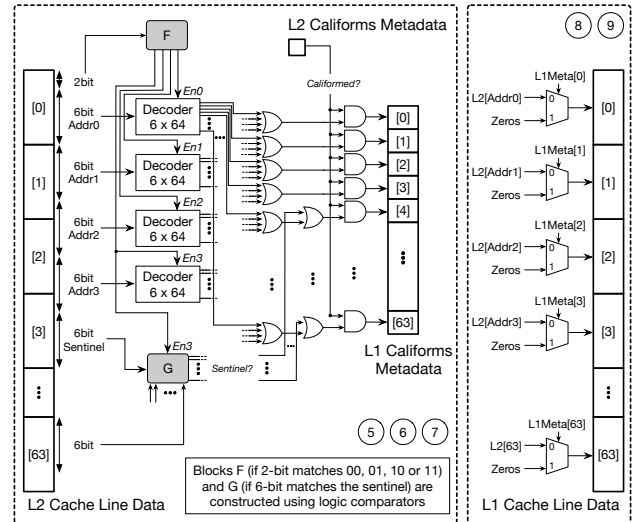 F
L2 Califorms Metadata
2bit
Califormed?
En0
[0]
6bit
Addr0
Decoder
6 x 64
[0]
En1
[1]
6bit
Addr1
Decoder
6 x 64
[1]
[2]
En2
[3]
6bit
Addr2
Decoder
6 x 64
[4]
[2]
En3
6bit
Addr3
Decoder
6 x 64
[3]
6bit
Sentinel
En3
[63]
G
Sentinel?
L1 Califorms
Metadata
[63]
6bit
5 6 7
Blocks F (if 2-bit matches 00, 01, 10 or 11)
and G (if 6-bit matches the sentinel) are
constructed using logic comparators
L2 Cache Line Data
8 9
L1Meta[0]
L2[Addr0]
0
Zeros
1
[0]
L1Meta[1]
L2[Addr1]
0
Zeros
1
[1]
L1Meta[2]
L2[Addr2]
0
Zeros
1
[2]
L1Meta[3]
L2[Addr3]
0
Zeros
1
[3]
L1Meta[63]
L2[63]
0
Zeros
1
[63]
L1 Cache Line Data